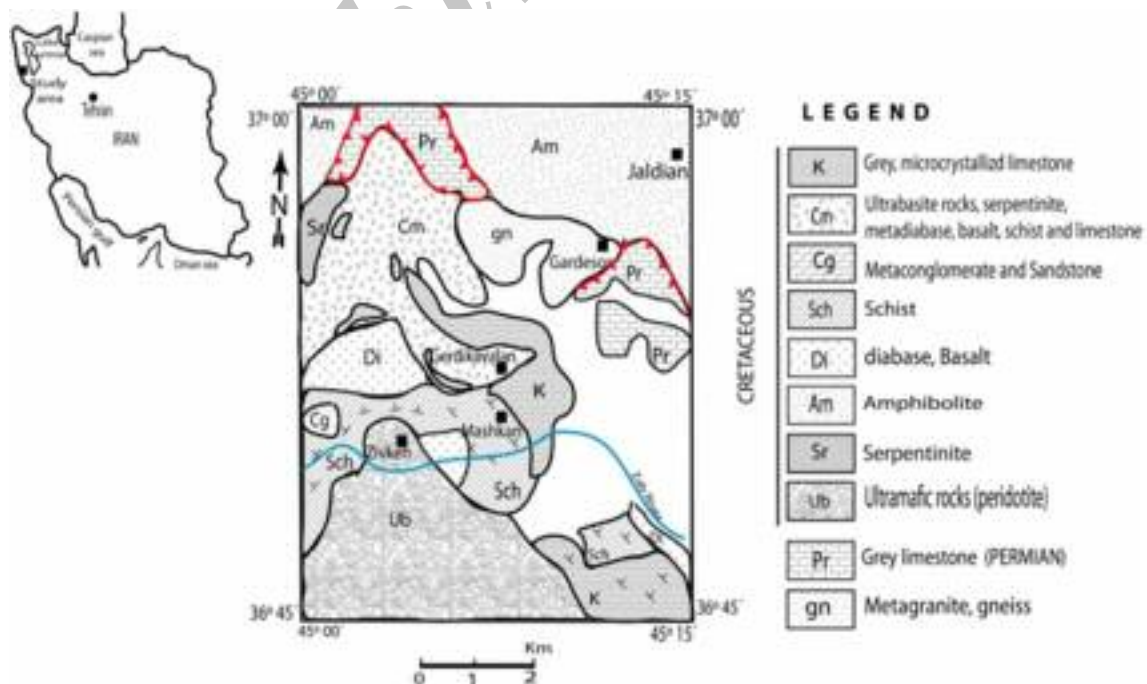 Caspian
sea
Study
area
Tehran
IRAN
Persian Gulf
Oman sea
45° 00´
45° 15´
37° 00´
37° 00´
Am
Pr
Am
Jaldian
N
Sr
Cm
gn
Gardesor
Pr
Pr
Di
Gerdikavalan
K
Cg
Mashkan
Zivkeh
Sch
Sch
Ub
Sch
K
36° 45´
36° 45´
45° 00´
45° 15´
Km
0 1 2
LEGEND
CRETACEOUS
K Grey, microcrystallizd limestone
Cm Ultrabasite rocks, serpentinite,
metadiabase, basalt, schist and limestone
Cg Metaconglomerate and Sandstone
Sch Schist
Di diabase, Basalt
Am Amphibolite
Sr Serpentinite
Ub Ultramafic rocks (peridotite)
Pr Grey limestone (PERMIAN)
gn Metagranite, gneiss